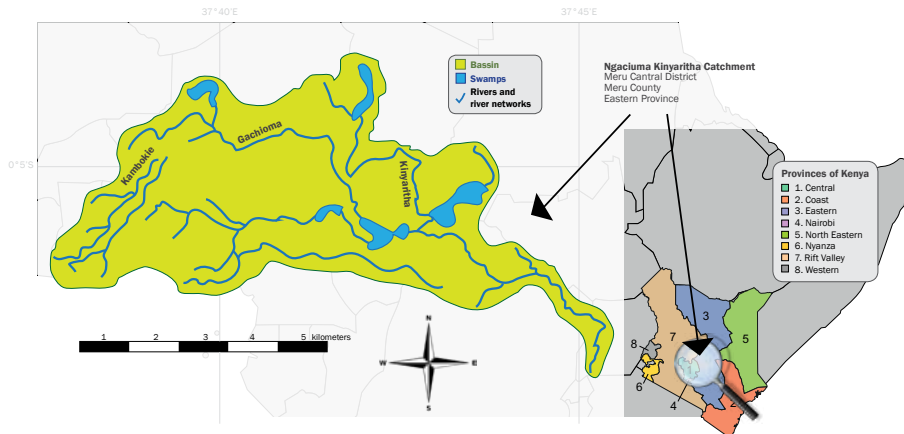 37°40'E
37°45'E
0°5'S
Bassin
Swamps
Rivers and
river networks
Ngaciuma Kinyaritha Catchment
Meru Cantral District
Meru County
Eastern Province
Gachioma
Kambokie
Kinyaritha
Provinces of Kenya
1. Central
2. Coast
3. Eastern
4. Nairobi
5. North Eastern
6. Nyanza
7. Rift Valley
8. Western
1 2 3 4 5 kilometers
N
W E
S
3
5
7
8
6
4
2